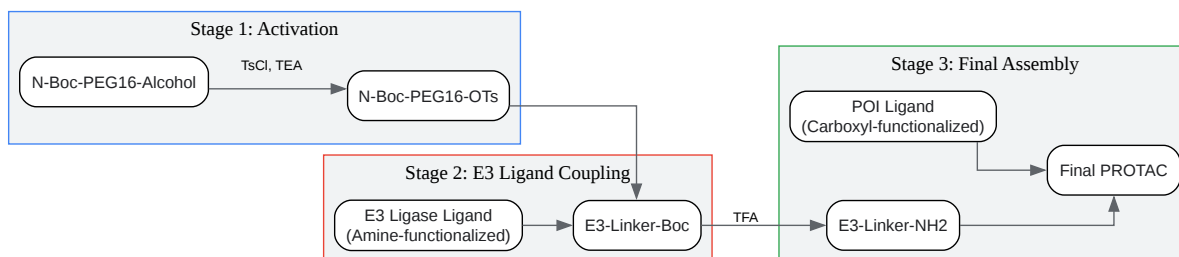 Stage 1: Activation
N-Boc-PEG16-Alcohol
TsCl, TEA
N-Boc-PEG16-OTs
Stage 2: E3 Ligand Coupling
E3 Ligase Ligand
(Amine-functionalized)
E3-Linker-Boc
TFA
Stage 3: Final Assembly
POI Ligand
(Carboxyl-functionalized)
Final PROTAC
E3-Linker-NH2